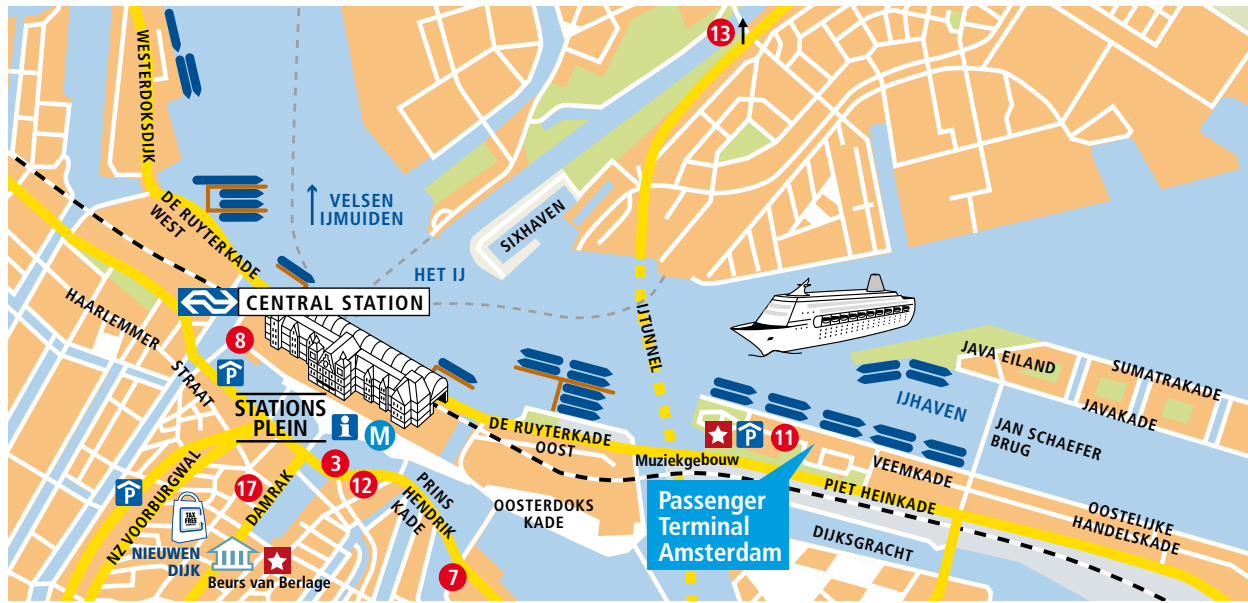 13
WESTERDOKSDIJK
VELSEN
IJMUIDEN
DE RUYTERKADE
WEST
SIXHAVEN
HET IJ
CENTRAL STATION
HAARLEMMER
STRAAT
8
P
IJTUNNEL
STATIONS
PLEIN
i
M
JAVA EILAND
SUMATRAKADE
IJHAVEN
JAVAKADE
JAN SCHAEFER
BRUG
DE RUYTERKADE
OOST
P
11
Muziekgebouw
VEEMKADE
PIET HEINKADE
3
12
17
P
NZ VOORBURGWAL
DAMRAK
PRINS
HENDRIK
KADE
OOSTERDOKS
KADE
Passenger
Terminal
Amsterdam
OOSTELIJKE
HANDELSKADE
DIJKSGRACHT
TAX
FREE
NIEUWEN
DIJK
Beurs van Berlage
7